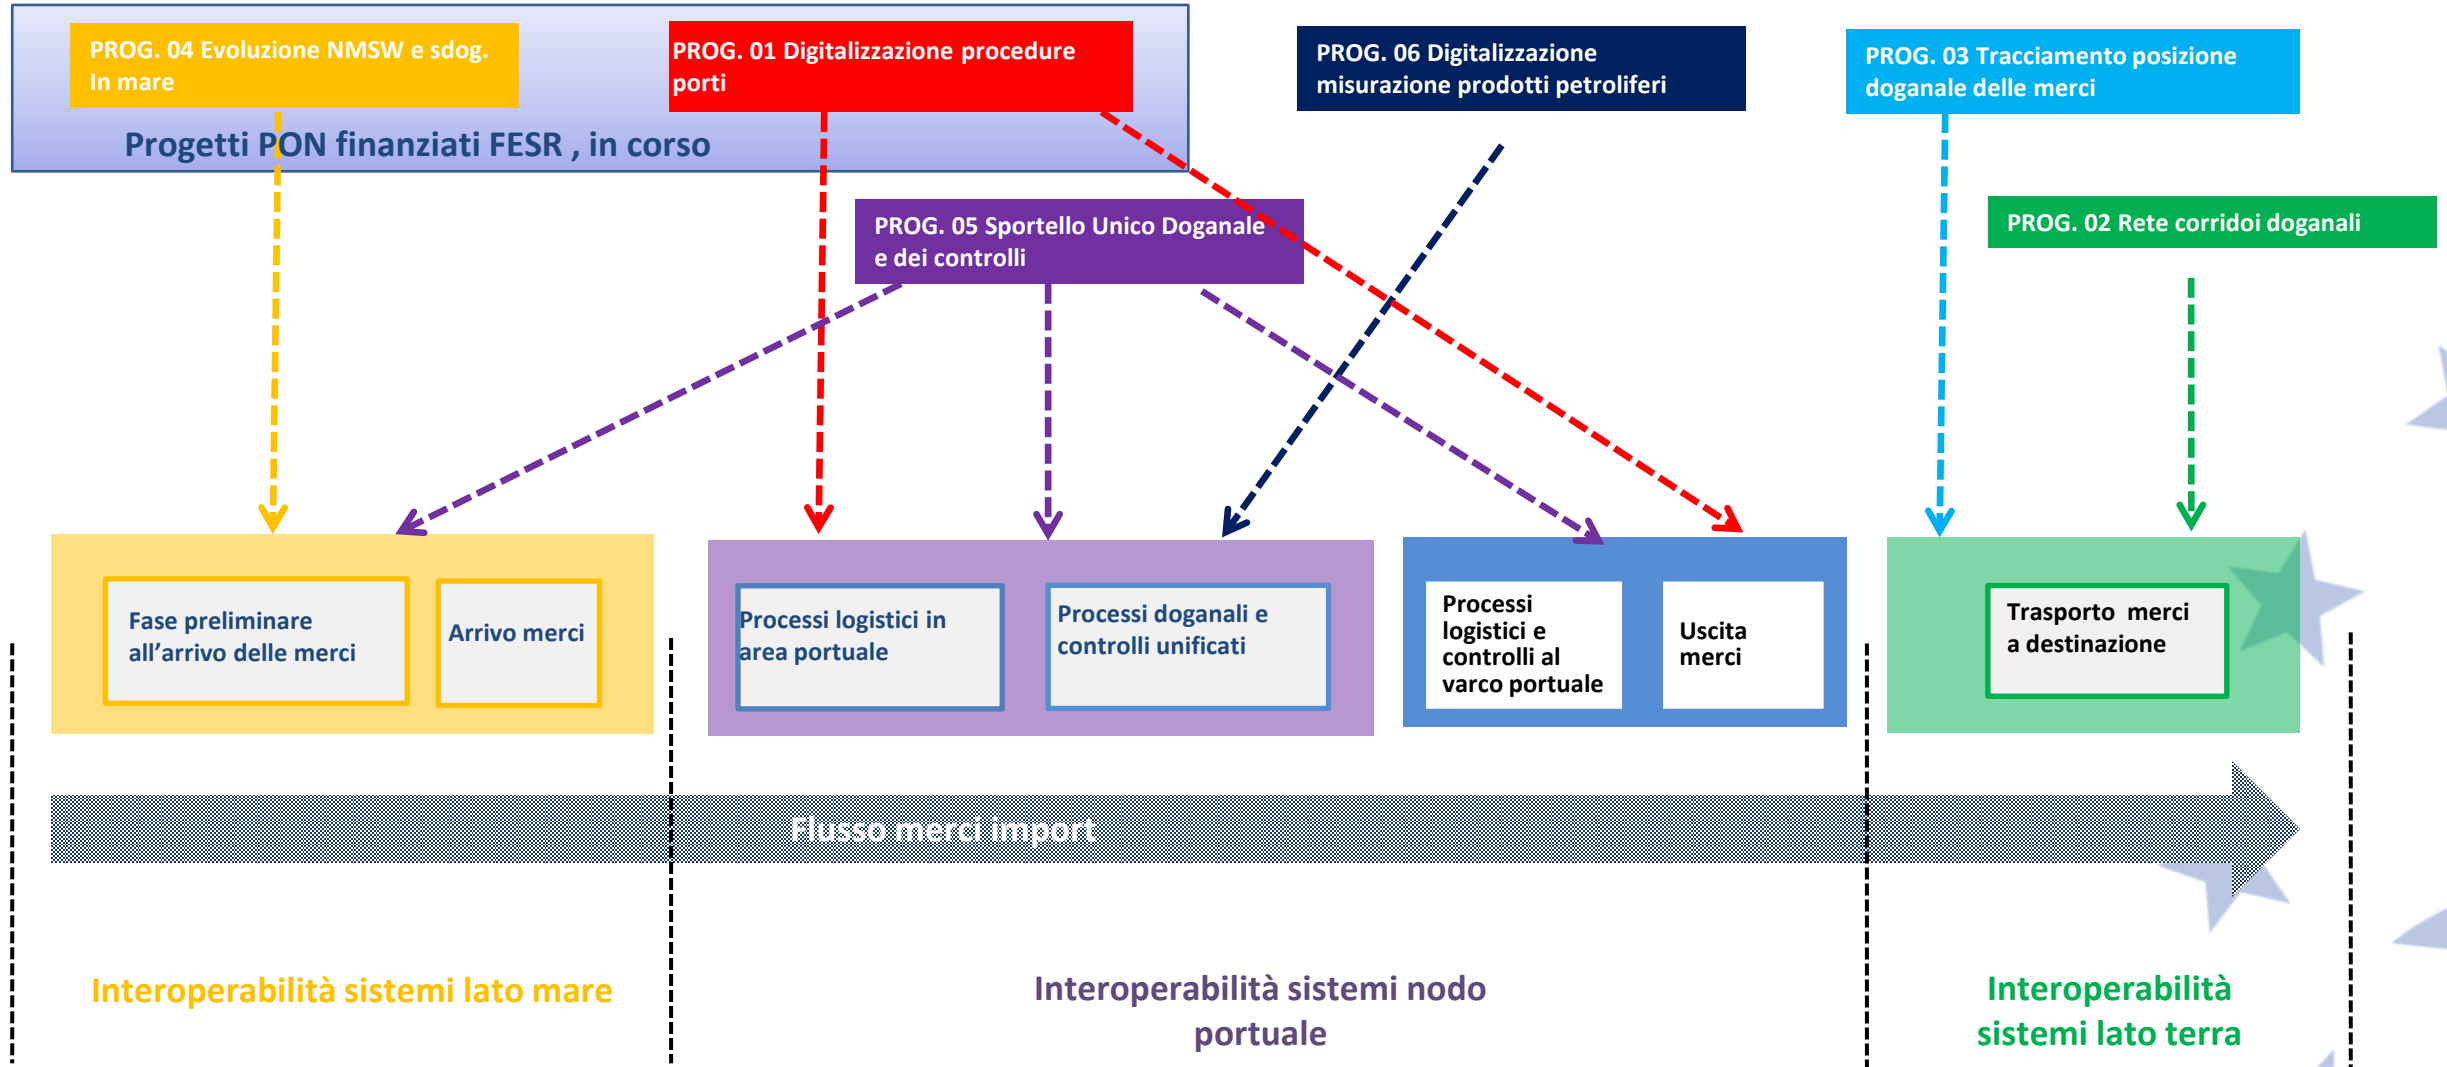 PROG. 04 Evoluzione NMSW e sdog.
In mare
PROG. 01 Digitalizzazione procedure
porti
PROG. 06 Digitalizzazione
misurazione prodotti petroliferi
PROG. 03 Tracciamento posizione
doganale delle merci
Progetti PON finanziati FESR , in corso
PROG. 05 Sportello Unico Doganale
e dei controlli
PROG. 02 Rete corridoi doganali
Fase preliminare
all’arrivo delle merci
Arrivo merci
Processi logistici in
area portuale
Processi doganali e
controlli unificati
Processi
logistici e
controlli al
varco portuale
Uscita
merci
Trasporto merci
a destinazione
Flusso merci import
Interoperabilità sistemi lato mare
Interoperabilità sistemi nodo
portuale
Interoperabilità
sistemi lato terra